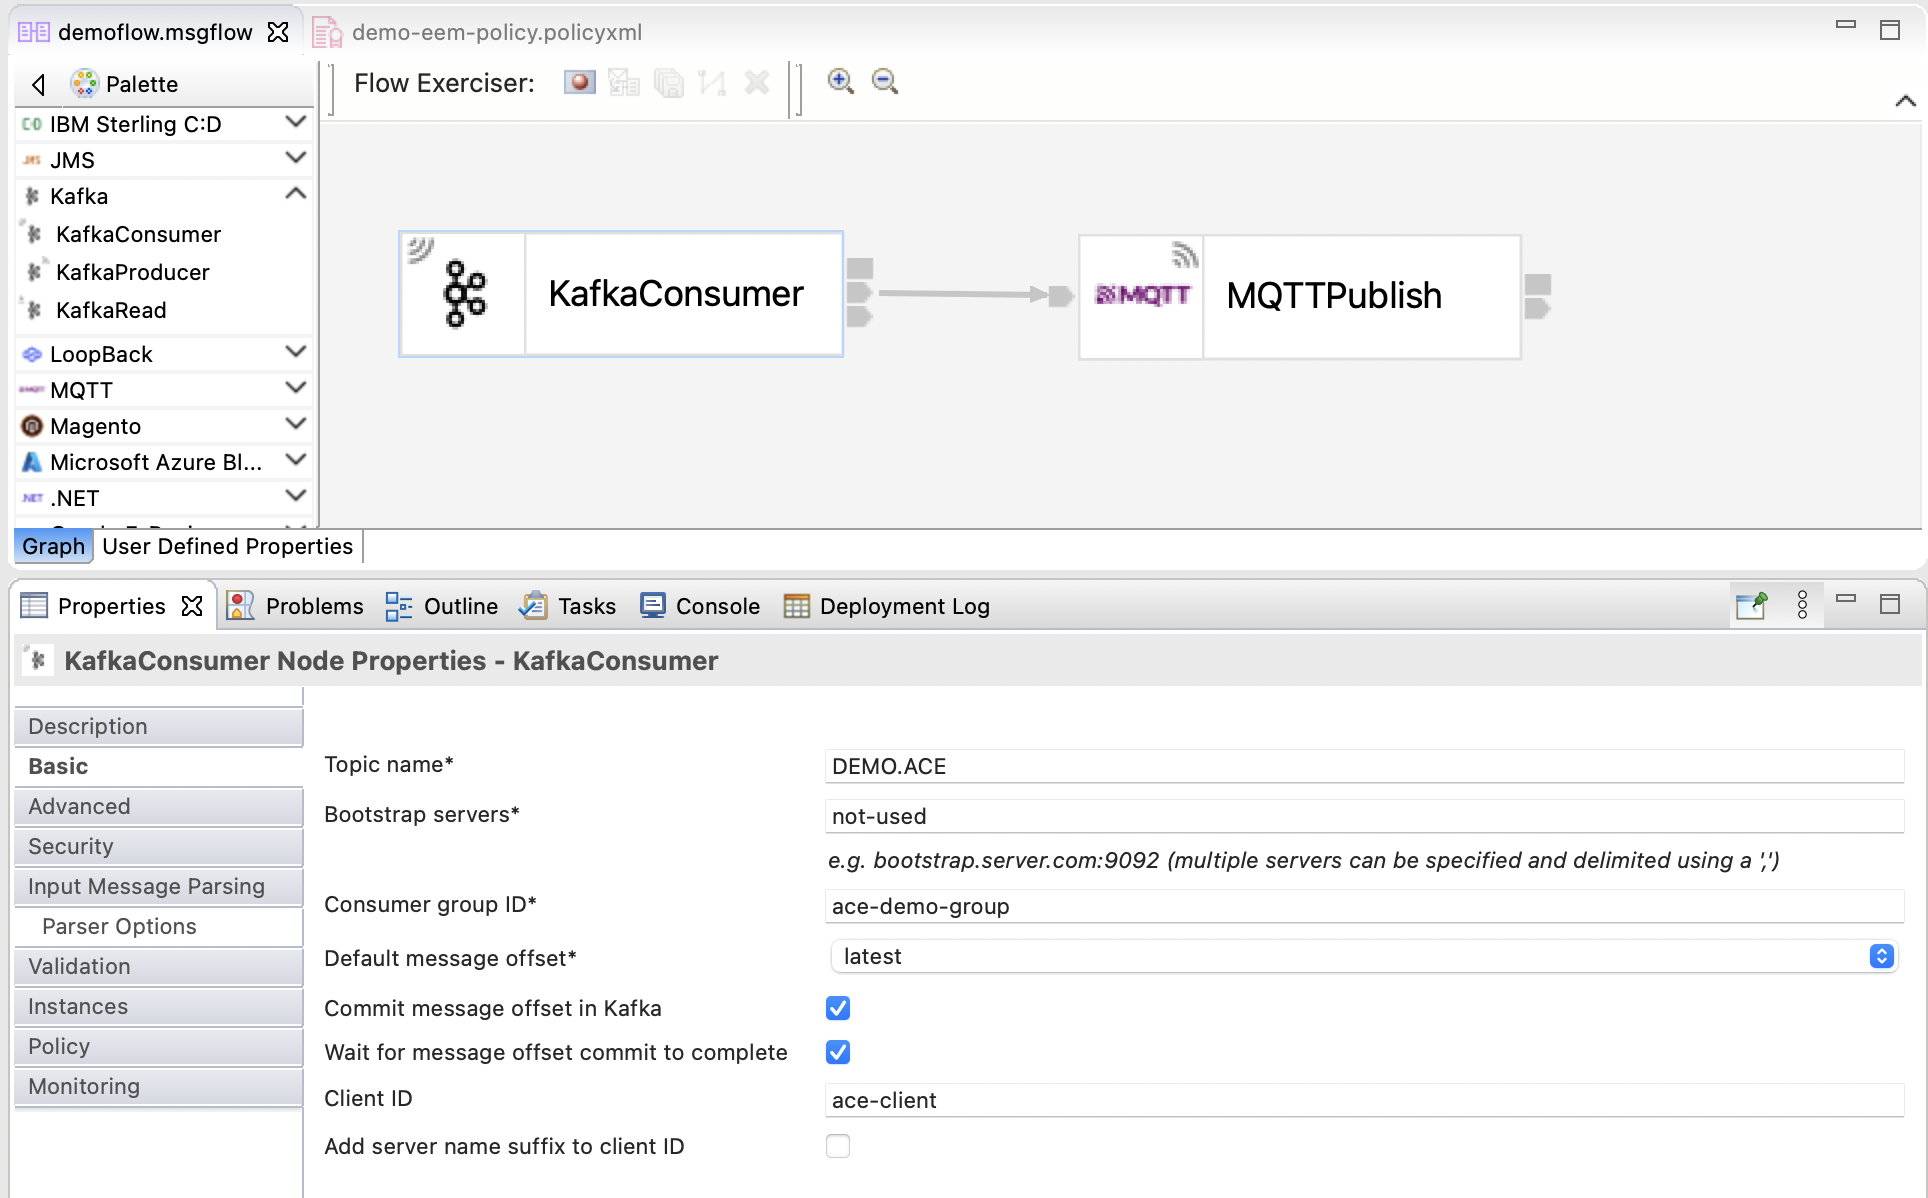 demoflow.msgflow
demo-eem-policy.policyxml
Palette
Flow Exerciser:
IBM Sterling C:D
JMS
Kafka
KafkaConsumer
KafkaProducer
KafkaRead
LoopBack
MQTT
Magento
Microsoft Azure Bl...
.NET
KafkaConsumer
MQTT
MQTTPublish
Graph
User Defined Properties
Properties
Problems
Outline
Tasks
Console
Deployment Log
KafkaConsumer Node Properties - KafkaConsumer
Description
Basic
Advanced
Security
Input Message Parsing
Parser Options
Validation
Instances
Policy
Monitoring
Topic name*
DEMO.ACE
Bootstrap servers*
not-used
e.g. bootstrap.server.com:9092 (multiple servers can be specified and delimited using a ',')
Consumer group ID*
ace-demo-group
Default message offset*
latest
Commit message offset in Kafka
Wait for message offset commit to complete
Client ID
ace-client
Add server name suffix to client ID